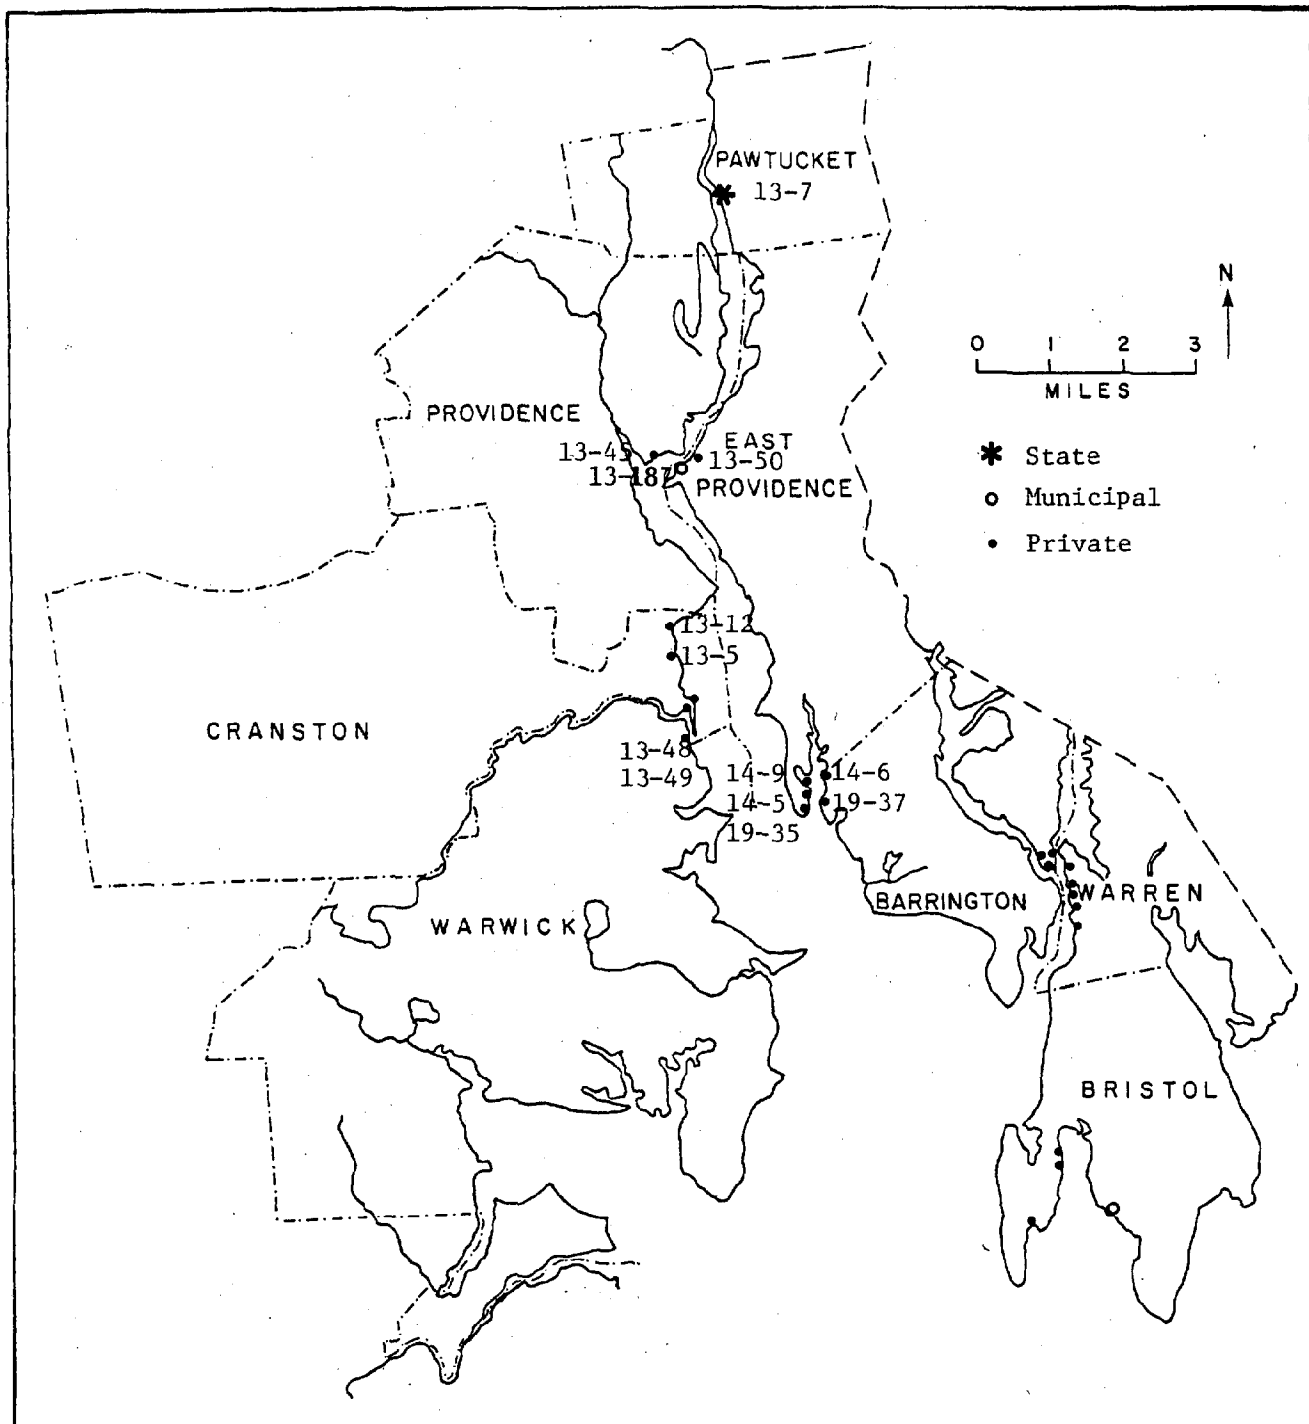 PAWTUCKET
13-7
N
0 1 2 3
MILES
PROVIDENCE
EAST
13-45
13-50
13-187
PROVIDENCE
State
Municipal
Private
13-12
13-5
CRANSTON
13-48
13-49
14-9
14-6
14-5
19-37
19-35
BARRINGTON
WARREN
WARWICK
BRISTOL